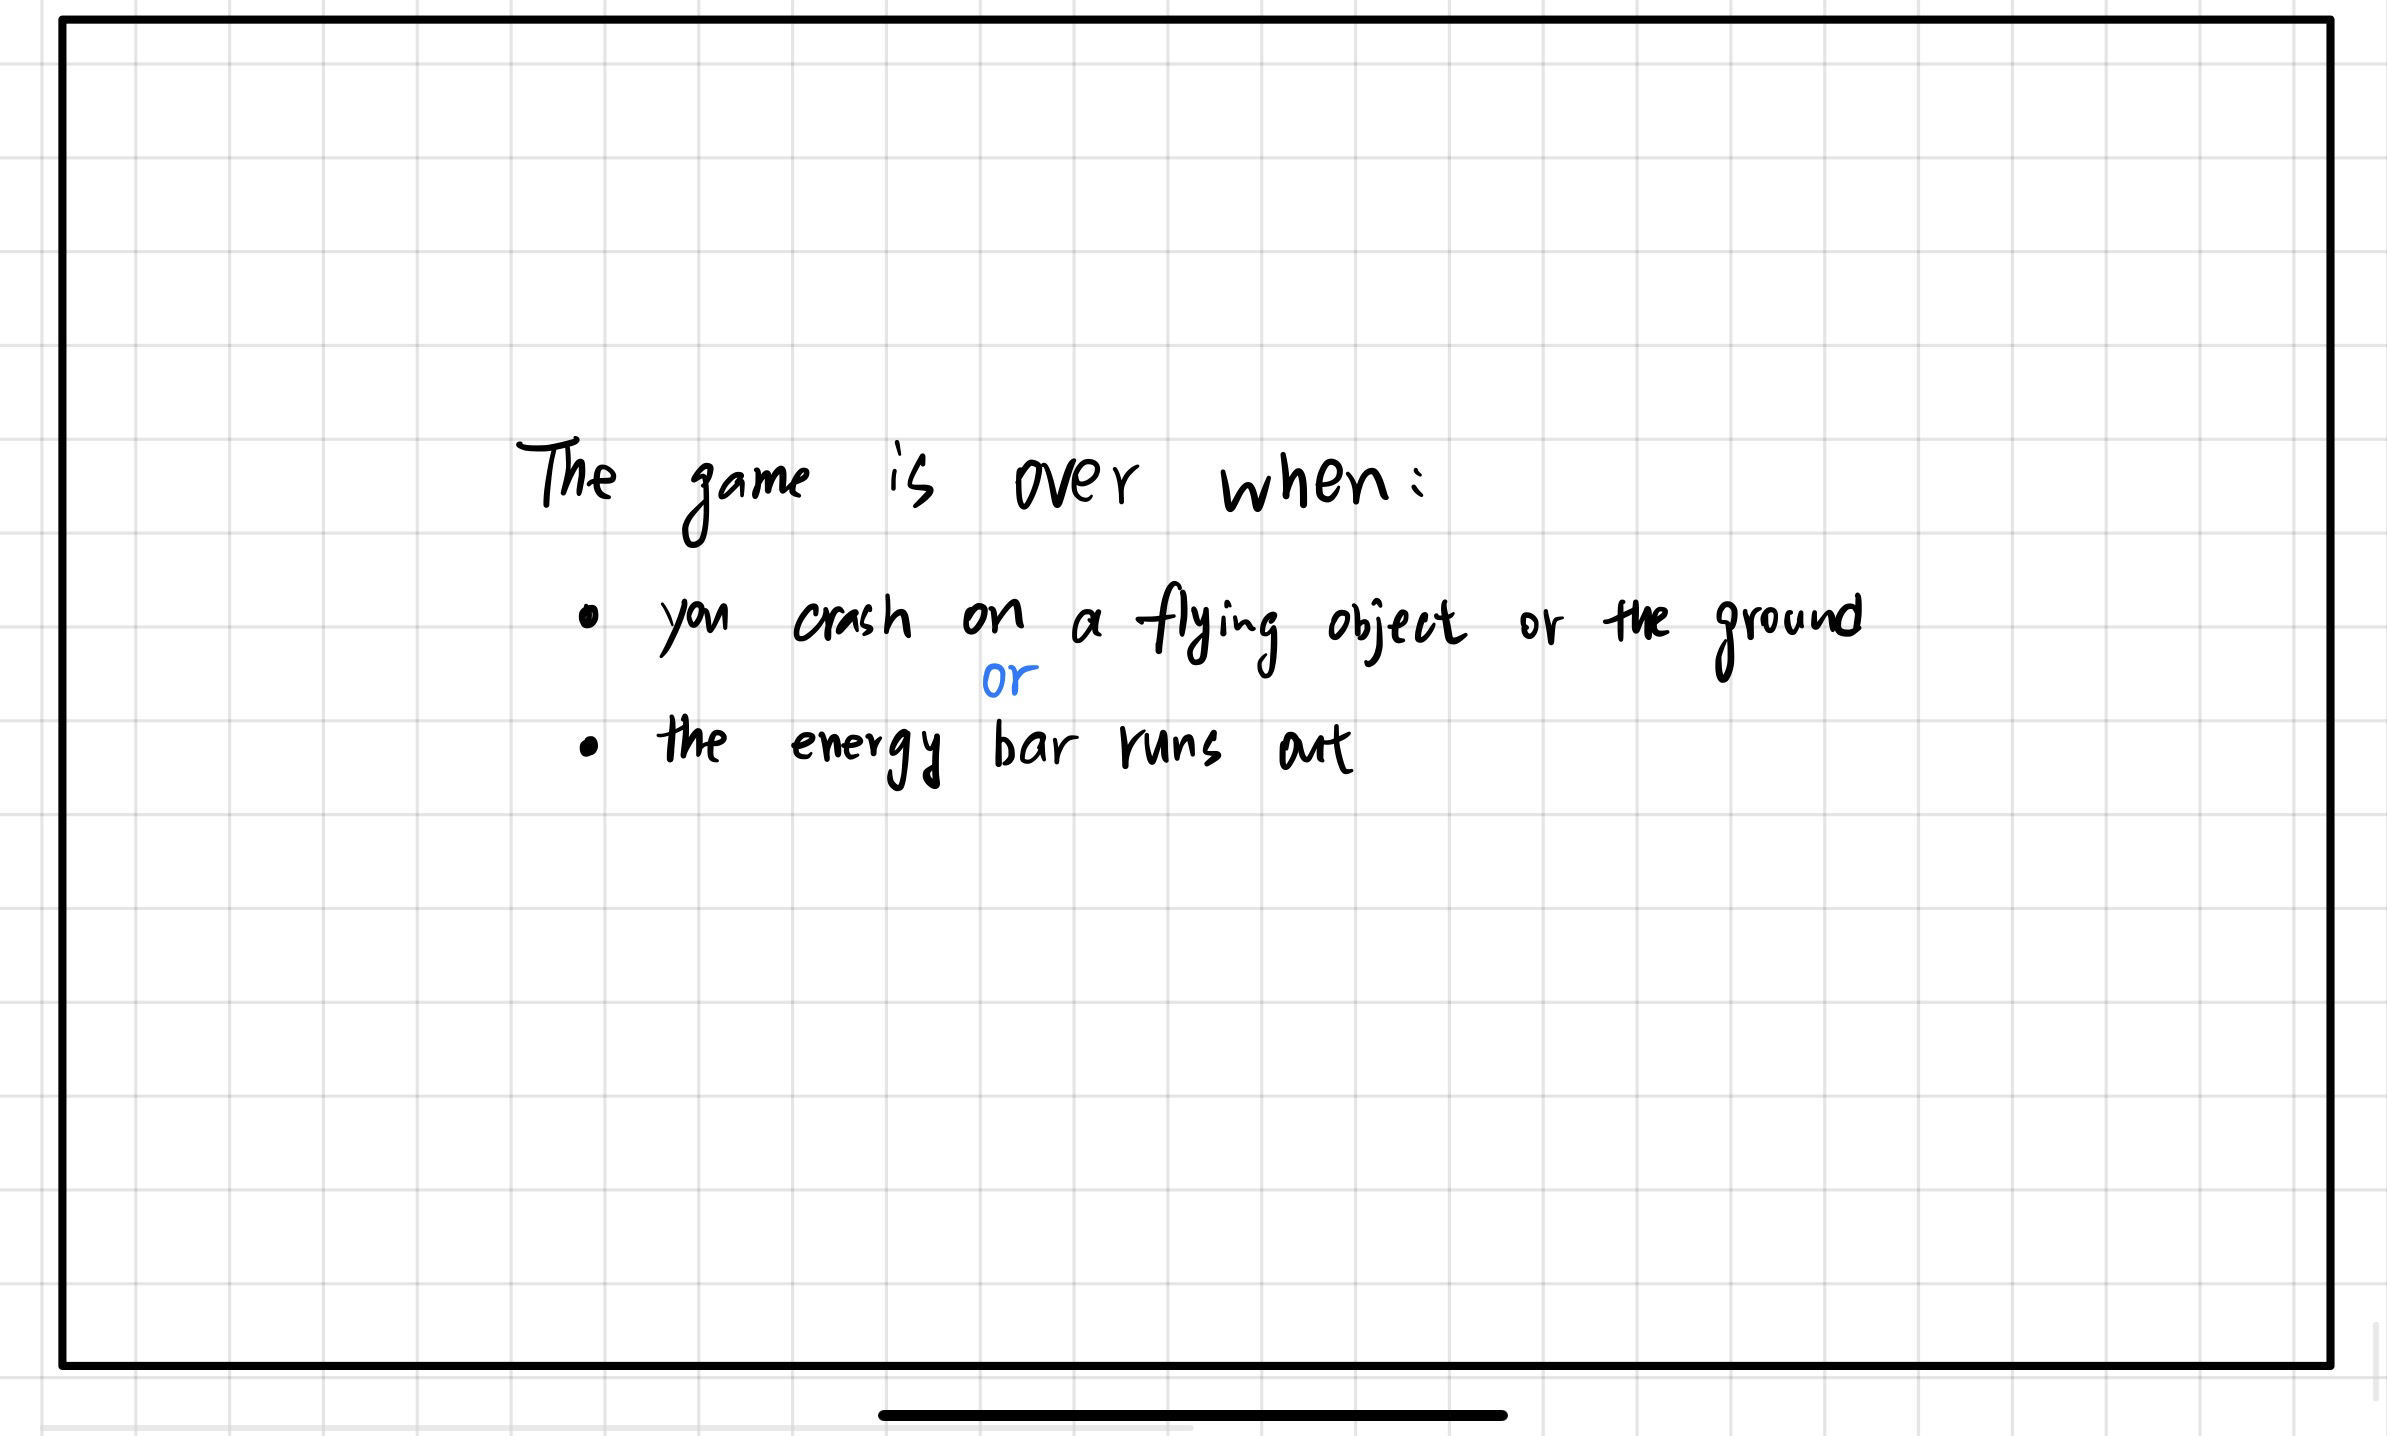 The game is over when:
• you crash on a flying object or the ground
or
• the energy bar runs out